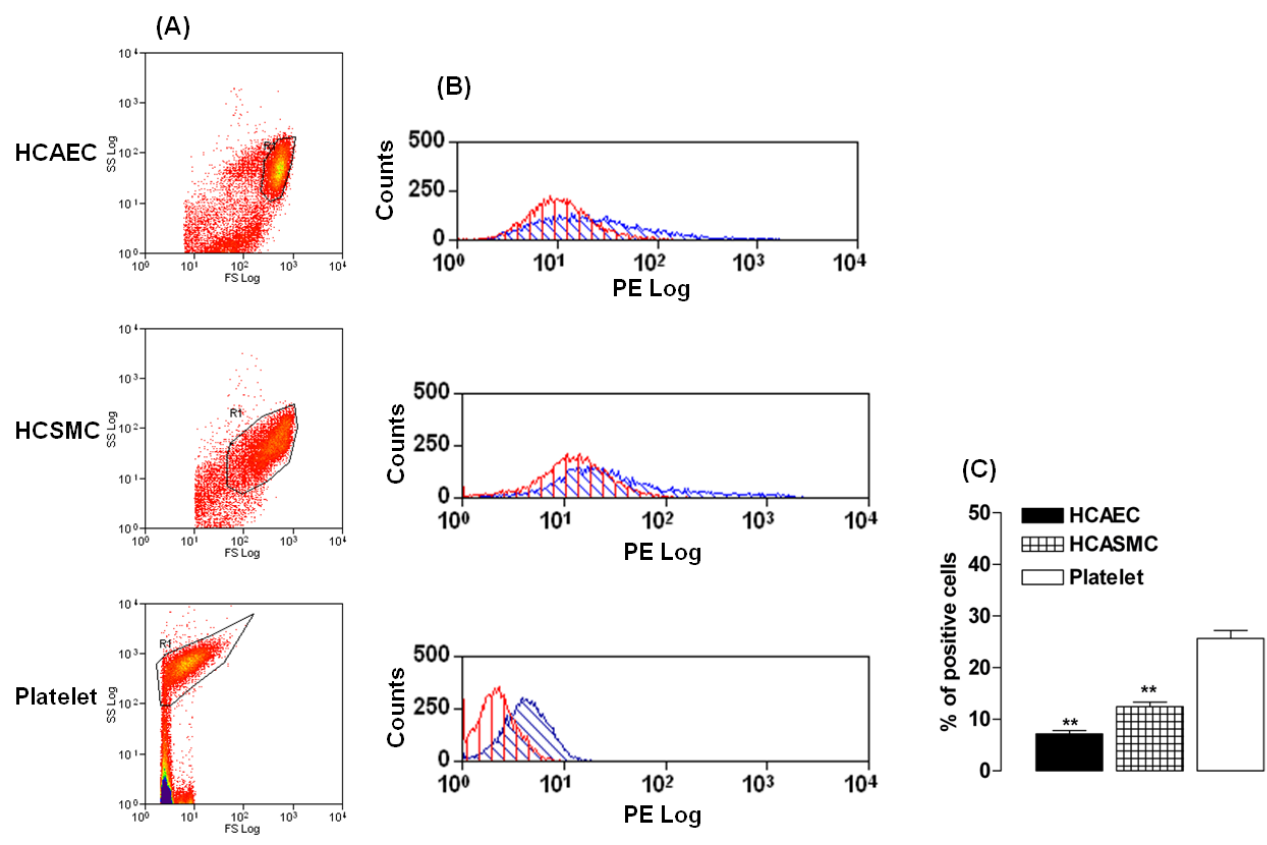 (A)
HCAEC
SS Log
10⁴
10³
10²
10¹
10⁰
R1
10⁰ 10¹ 10² 10³ 10⁴
FS Log
HCSMC
SS Log
10⁴
10³
10²
10¹
10⁰
R1
10⁰ 10¹ 10² 10³ 10⁴
FS Log
Platelet
SS Log
10⁴
10³
10²
10¹
10⁰
R1
10⁰ 10¹ 10² 10³ 10⁴
FS Log
(B)
Counts
500
250
0
10⁰ 10¹ 10² 10³ 10⁴
PE Log
Counts
500
250
0
10⁰ 10¹ 10² 10³ 10⁴
PE Log
Counts
500
250
0
10⁰ 10¹ 10² 10³ 10⁴
PE Log
(C)
% of positive cells
50
40
30
20
10
0
HCAEC
HCASMC
Platelet
**
**